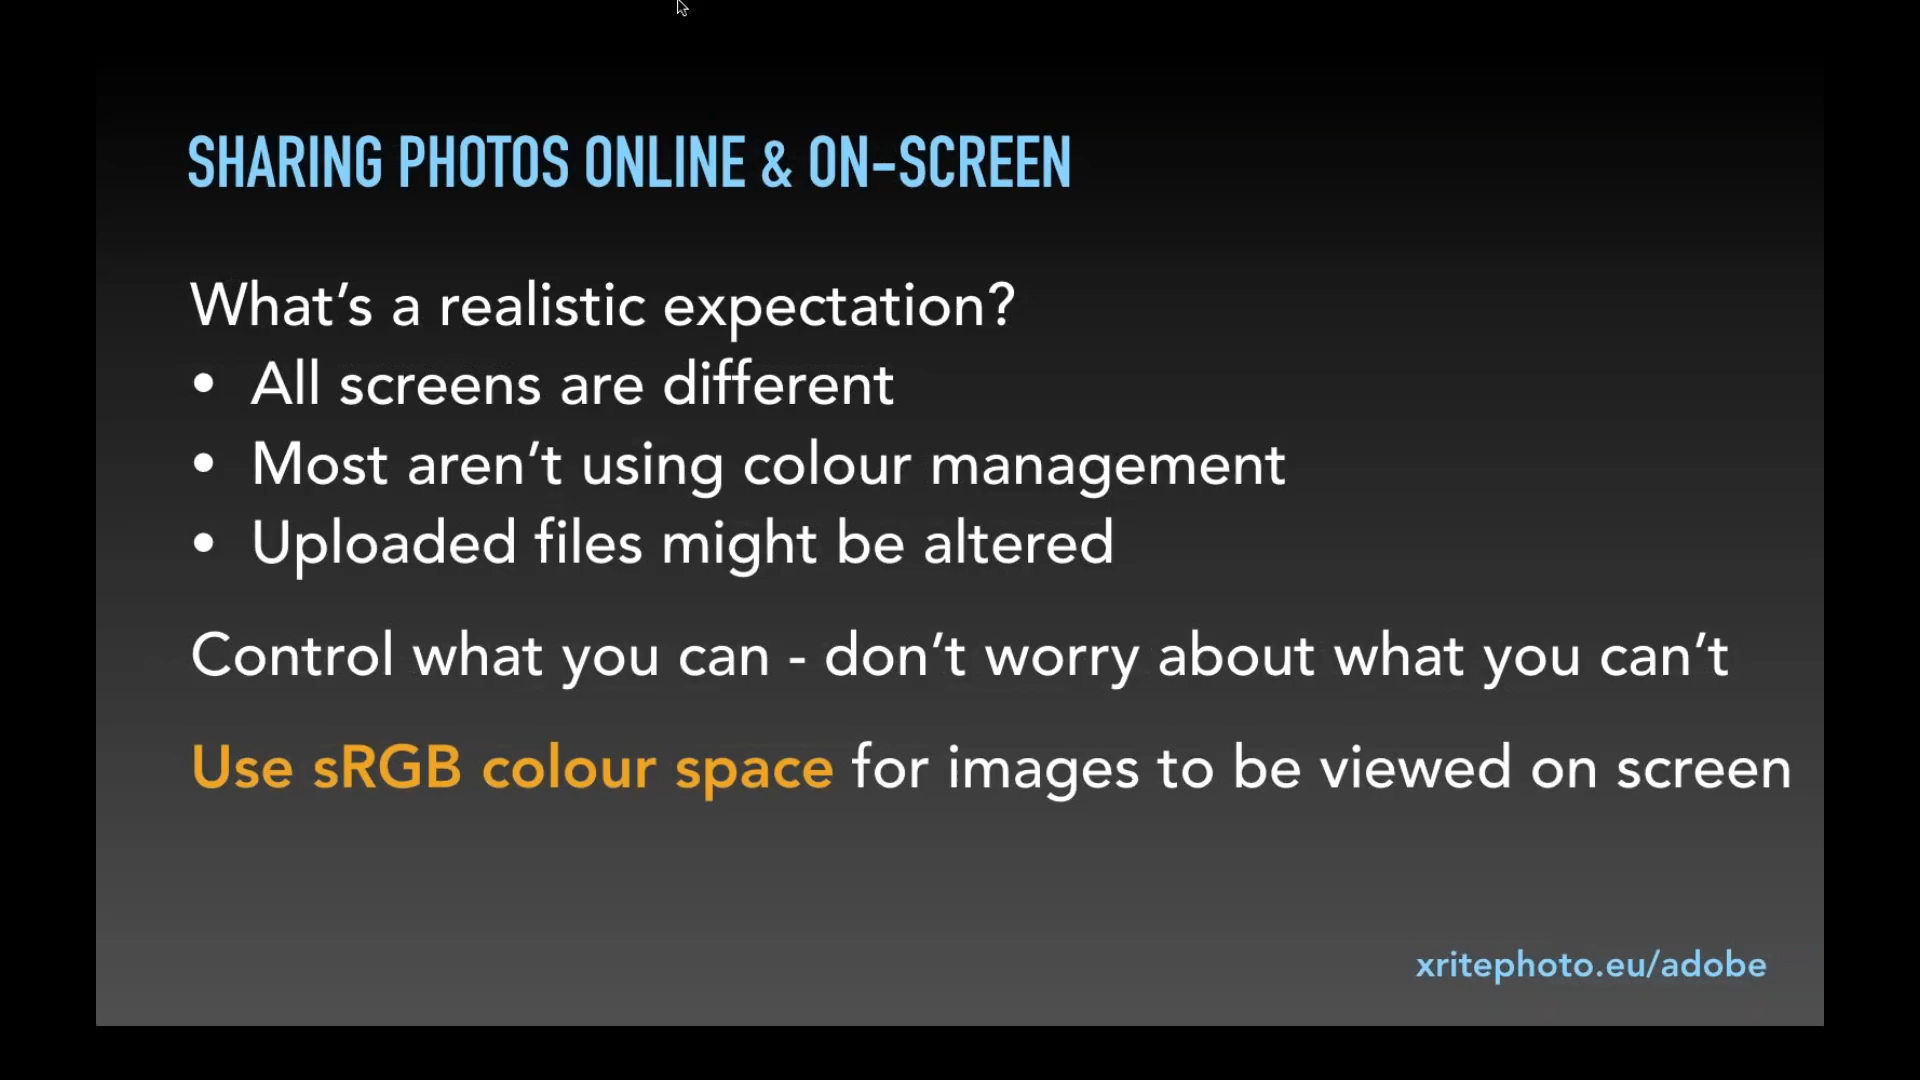 SHARING PHOTOS ONLINE & ON-SCREEN
What’s a realistic expectation?
• All screens are different
• Most aren’t using colour management
• Uploaded files might be altered
Control what you can - don’t worry about what you can’t
Use sRGB colour space for images to be viewed on screen
xritephoto.eu/adobe